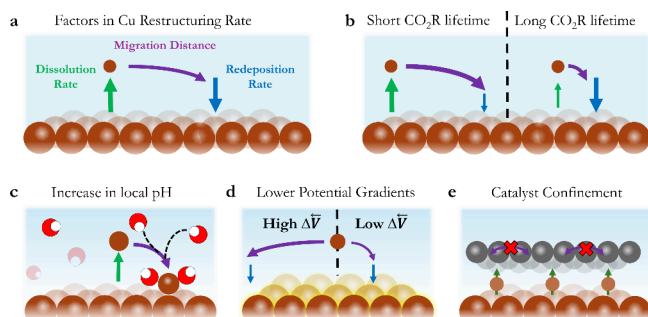 a Factors in Cu Restructuring Rate
Migration Distance
Dissolution
Rate
Redeposition
Rate
b Short CO₂R lifetime Long CO₂R lifetime
c Increase in local pH
d Lower Potential Gradients
High ΔV⃖ Low ΔV⃖
e Catalyst Confinement